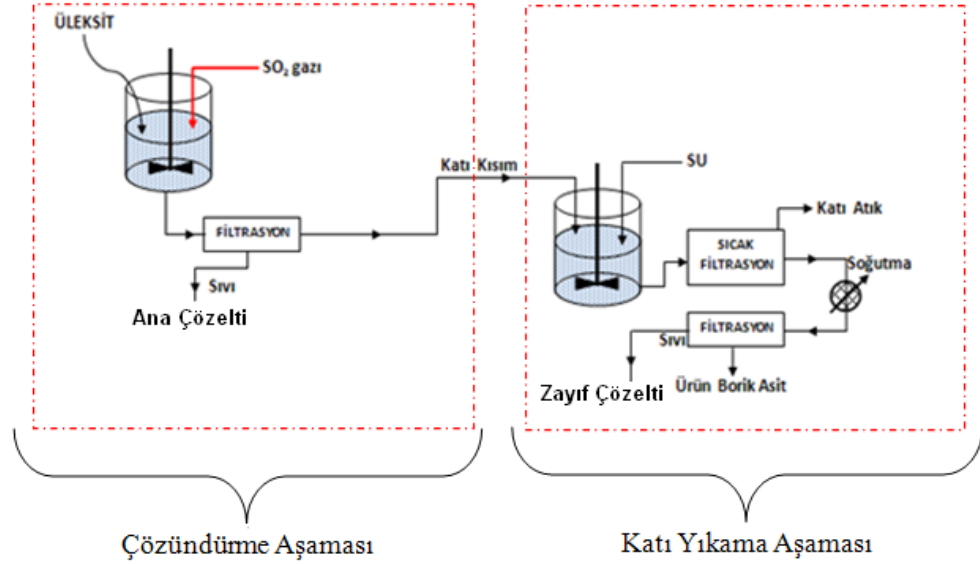 ÜLEKSİT
SO₂ gazı
FİLTRASYON
Sıvı
Ana Çözelti
Katı Kısım
SU
SICAK
FİLTRASYON
Katı Atık
Soğutma
FİLTRASYON
Sıvı
Zayıf Çözelti
Ürün Borik Asit
Çözündürme Aşaması
Katı Yıkama Aşaması